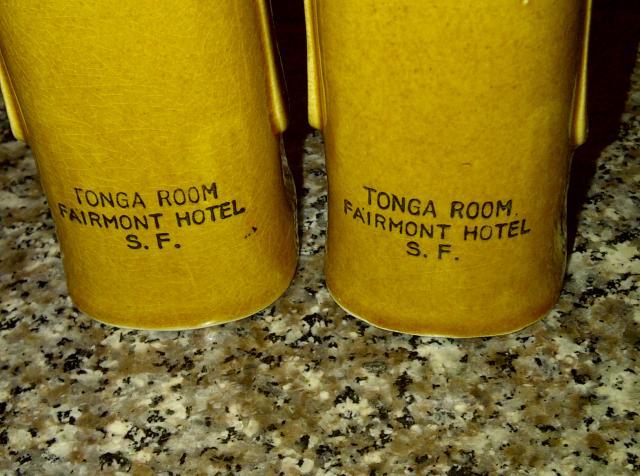 TONGA ROOM
FAIRMONT HOTEL
S. F.
TONGA ROOM
FAIRMONT HOTEL
S. F.